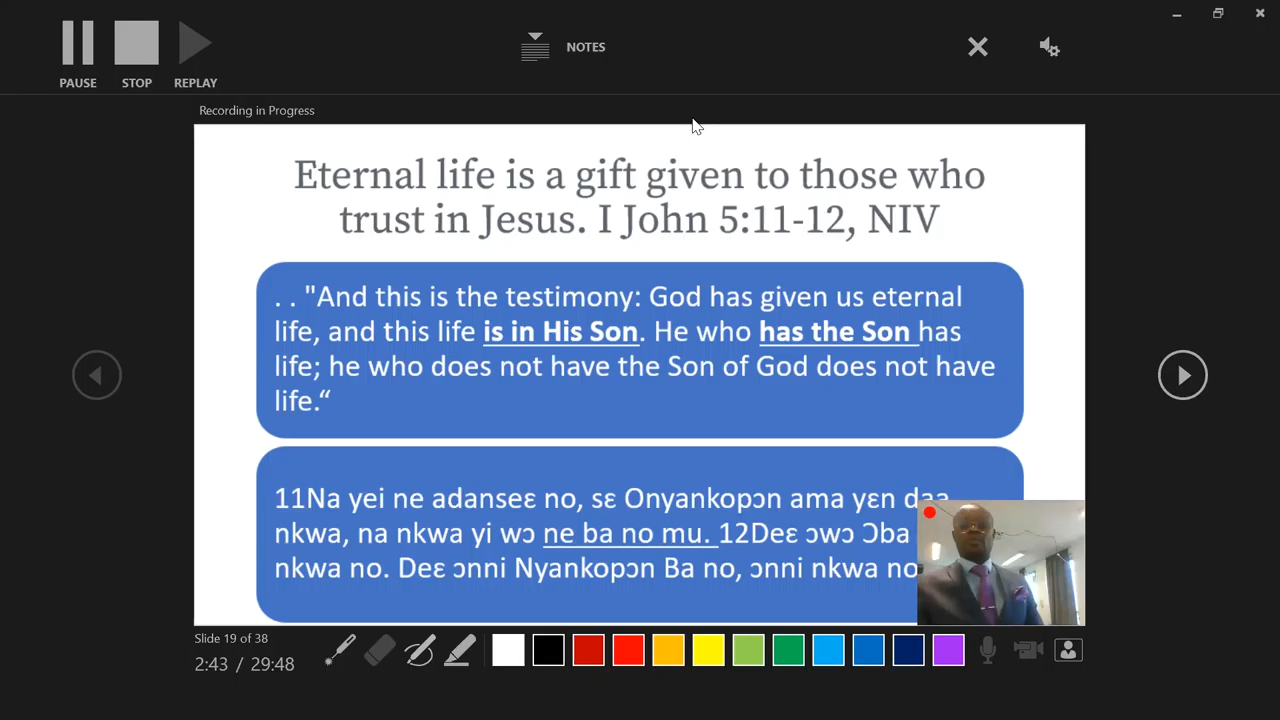 PAUSE
STOP
REPLAY
NOTES
Recording in Progress
Eternal life is a gift given to those who
trust in Jesus. I John 5:11-12, NIV
. . "And this is the testimony: God has given us eternal
life, and this life is in His Son. He who has the Son has
life; he who does not have the Son of God does not have
life.“
11Na yei ne adanseɛ no, sɛ Onyankopɔn ama yɛn daa
nkwa, na nkwa yi wɔ ne ba no mu. 12Deɛ ɔwɔ Ɔba
nkwa no. Deɛ ɔnni Nyankopɔn Ba no, ɔnni nkwa no
Slide 19 of 38
2:43 / 29:48